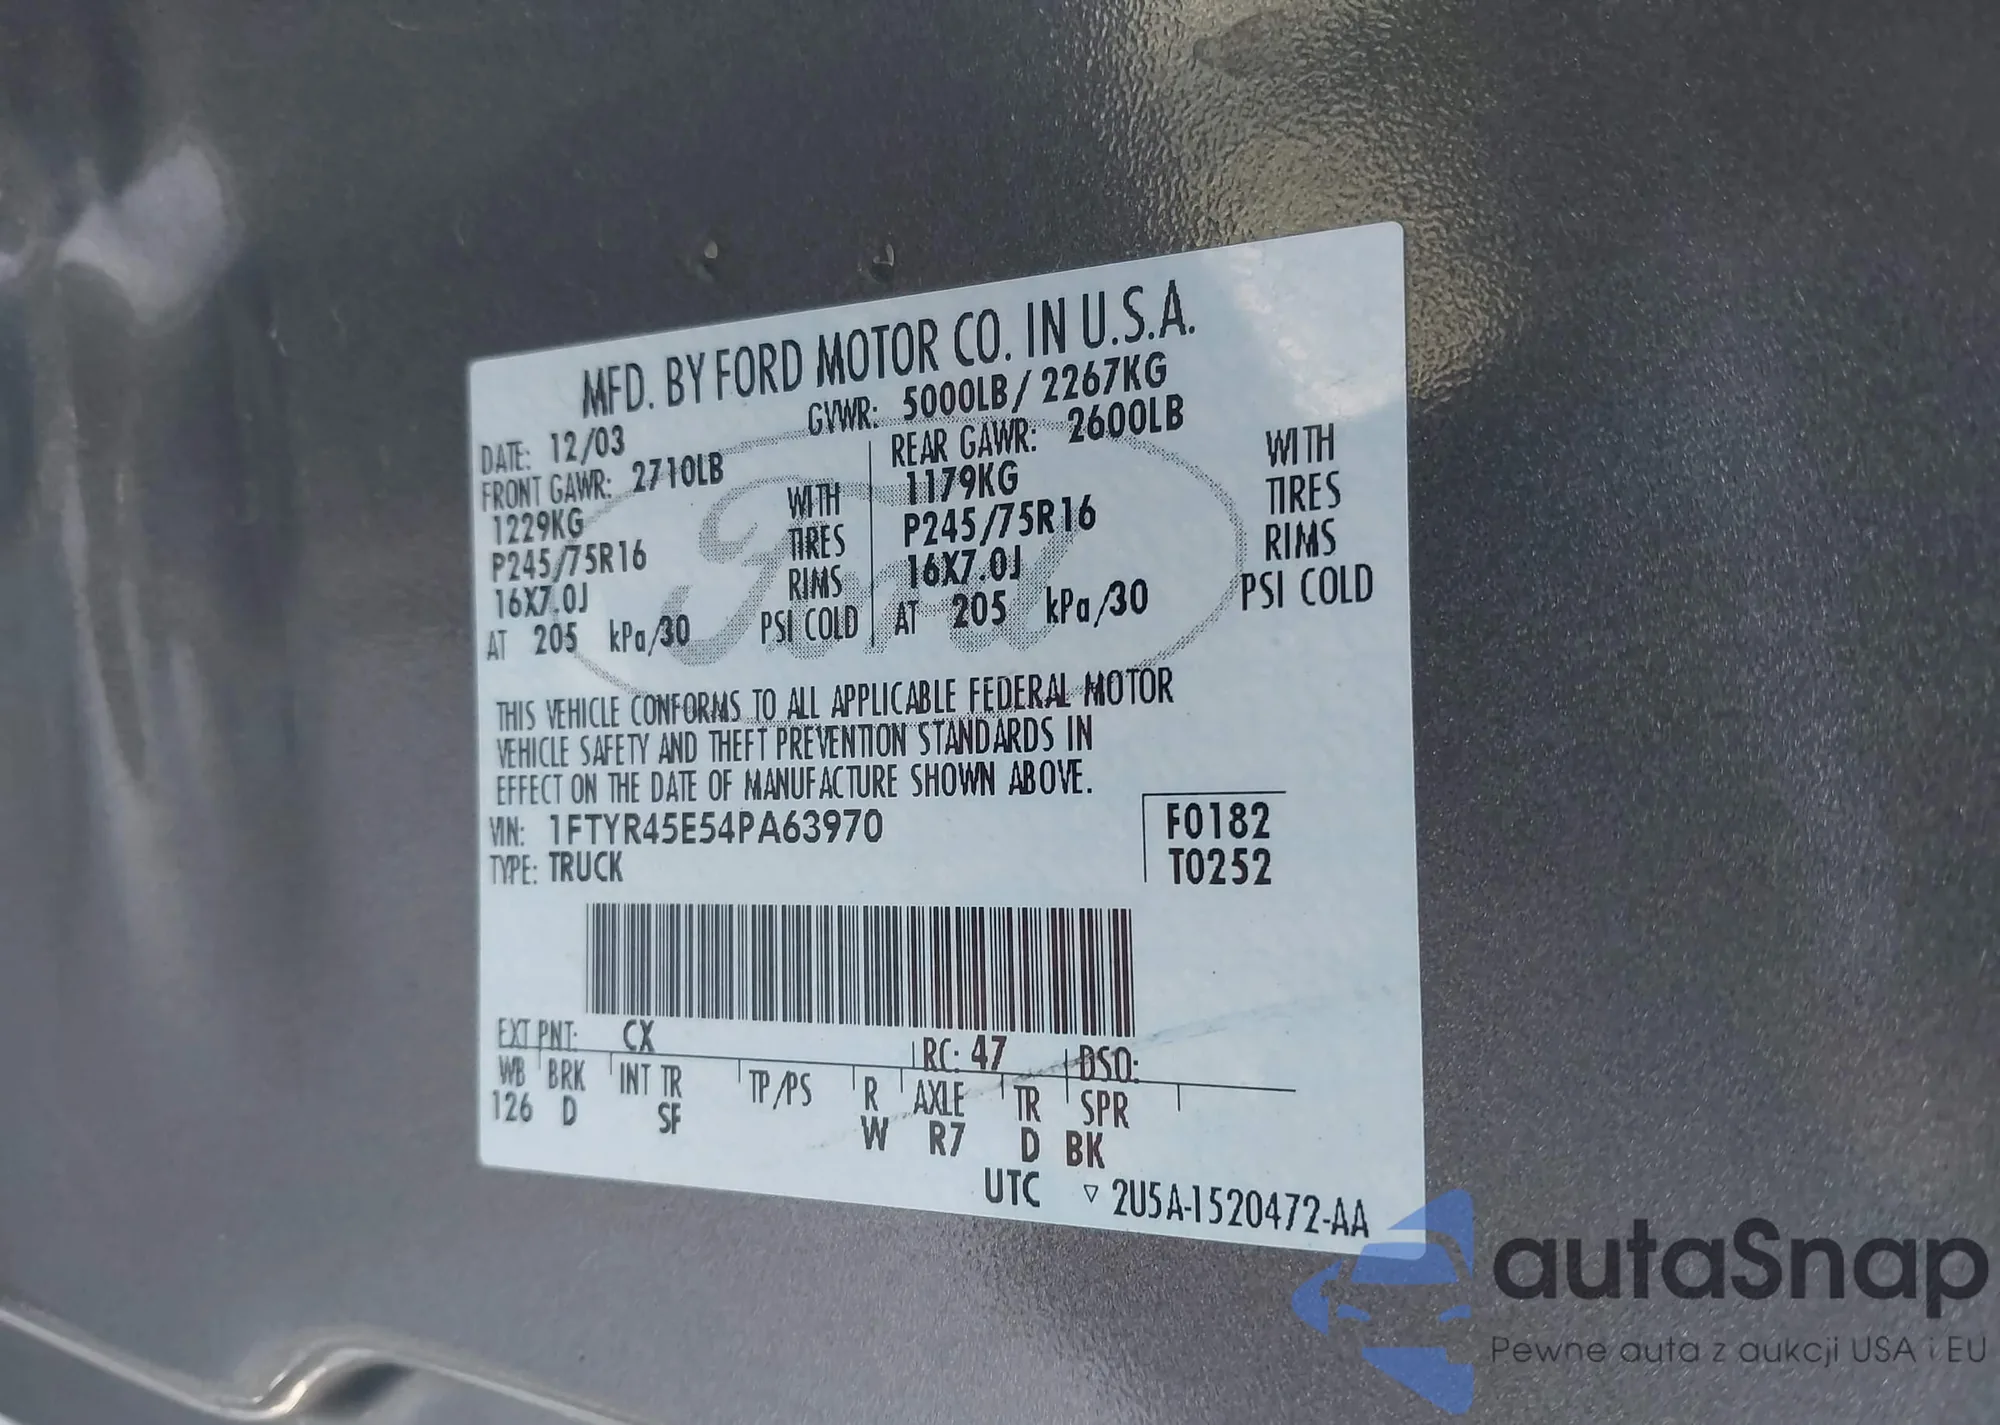 MFD. BY FORD MOTOR CO. IN U.S.A.
DATE: 12/03 GVWR: 5000LB/ 2267KG
FRONT GAWR: 2710LB REAR GAWR: 2600LB
1229KG WITH 1179KG WITH
P245/75R16 TIRES P245/75R16 TIRES
16X7.0J RIMS 16X7.0J RIMS
AT 205 kPa/30 PSI COLD AT 205 kPa/30 PSI COLD
THIS VEHICLE CONFORMS TO ALL APPLICABLE FEDERAL MOTOR
VEHICLE SAFETY AND THEFT PREVENTION STANDARDS IN
EFFECT ON THE DATE OF MANUFACTURE SHOWN ABOVE.
VIN: 1FTYR45E54PA63970 F0182
TYPE: TRUCK T0252
EXT PNT: CX RC: 47 DSO:
WB BRK INT TR TP/PS R AXLE TR SPR
126 D SF W R7 D BK
UTC ▽ 2U5A-1520472-AA
Ford
autaSnap
Pewne auta z aukcji USA i EU